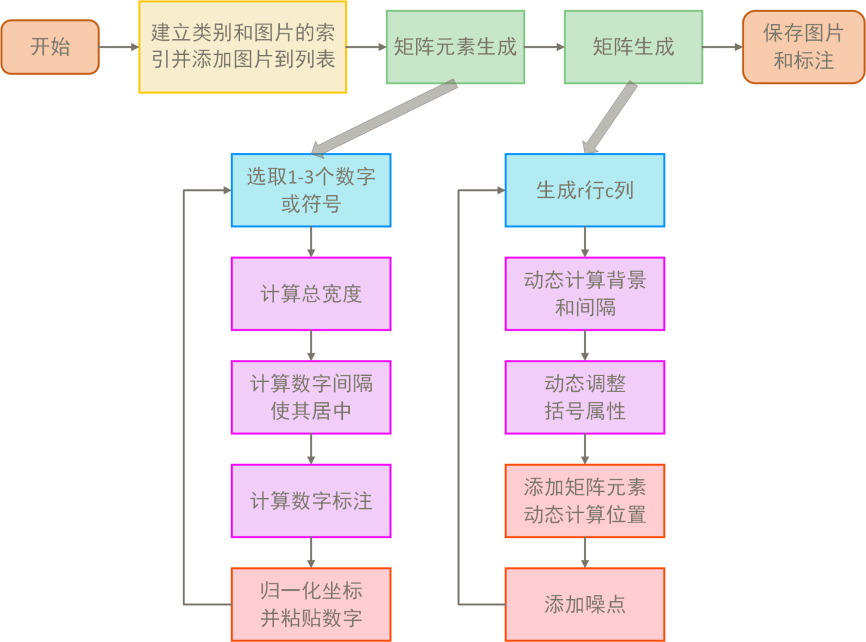 开始
建立类别和图片的索
引并添加图片到列表
矩阵元素生成
矩阵生成
保存图片
和标注
选取1-3个数字
或符号
计算总宽度
计算数字间隔
使其居中
计算数字标注
归一化坐标
并粘贴数字
生成r行c列
动态计算背景
和间隔
动态调整
括号属性
添加矩阵元素
动态计算位置
添加噪点